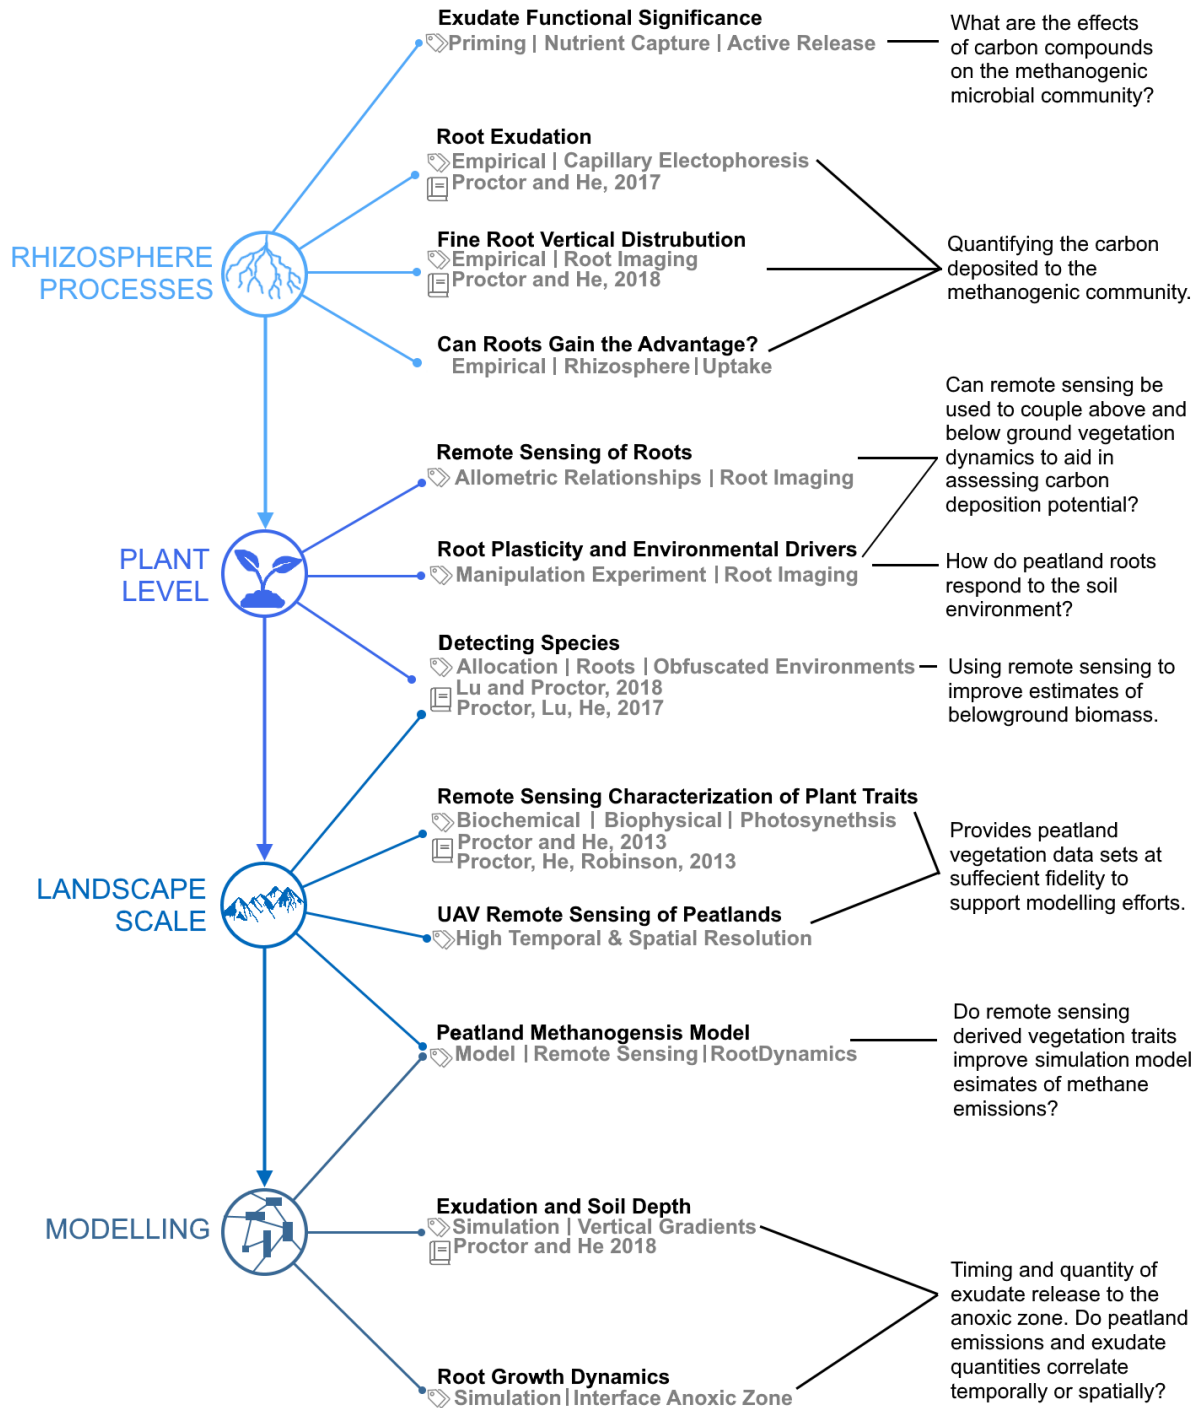 Exudate Functional Significance
Priming | Nutrient Capture | Active Release
What are the effects
of carbon compounds
on the methanogenic
microbial community?
Root Exudation
Empirical | Capillary Electophoresis
Proctor and He, 2017
RHIZOSPHERE
PROCESSES
Fine Root Vertical Distrubution
Empirical | Root Imaging
Proctor and He, 2018
Quantifying the carbon
deposited to the
methanogenic community.
Can Roots Gain the Advantage?
Empirical | Rhizosphere | Uptake
Can remote sensing be
used to couple above and
below ground vegetation
dynamics to aid in
assessing carbon
deposition potential?
Remote Sensing of Roots
Allometric Relationships | Root Imaging
PLANT
LEVEL
Root Plasticity and Environmental Drivers
Manipulation Experiment | Root Imaging
How do peatland roots
respond to the soil
environment?
Detecting Species
Allocation | Roots | Obfuscated Environments
Lu and Proctor, 2018
Proctor, Lu, He, 2017
Using remote sensing to
improve estimates of
belowground biomass.
Remote Sensing Characterization of Plant Traits
Biochemical | Biophysical | Photosynethsis
Proctor and He, 2013
Proctor, He, Robinson, 2013
Provides peatland
vegetation data sets at
suffecient fidelity to
support modelling efforts.
LANDSCAPE
SCALE
UAV Remote Sensing of Peatlands
High Temporal & Spatial Resolution
Peatland Methanogensis Model
Model | Remote Sensing | RootDynamics
Do remote sensing
derived vegetation traits
improve simulation model
esimates of methane
emissions?
MODELLING
Exudation and Soil Depth
Simulation | Vertical Gradients
Proctor and He 2018
Timing and quantity of
exudate release to the
anoxic zone. Do peatland
emissions and exudate
quantities correlate
temporally or spatially?
Root Growth Dynamics
Simulation | Interface Anoxic Zone